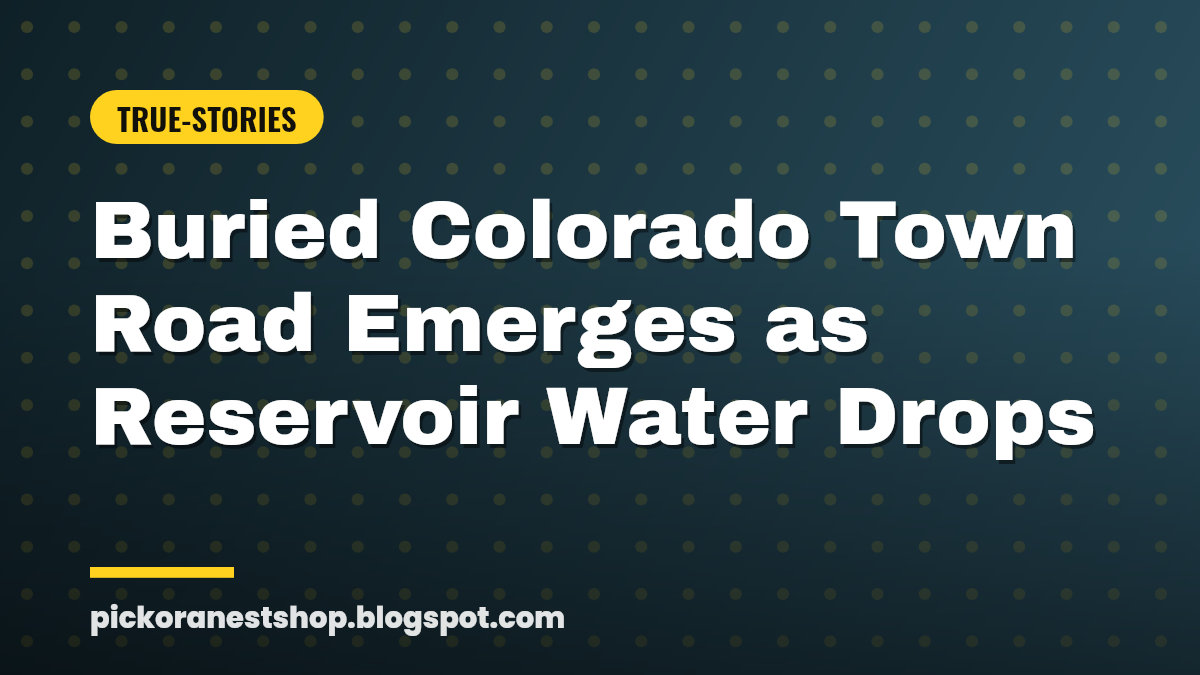 TRUE-STORIES
Buried Colorado Town
Road Emerges as
Reservoir Water Drops
pickoranestshop.blogspot.com